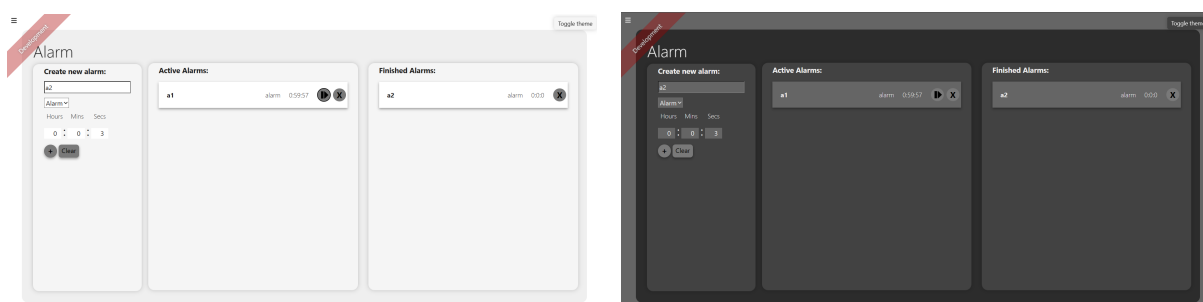 ☰
Toggle theme
Development
Alarm
Create new alarm:
a2
Alarm
Hours Mins Secs
0 : 0 : 3
+ Clear
Active Alarms:
a1 alarm 0:59:57 X
Finished Alarms:
a2 alarm 0:0:0 X
☰
Toggle theme
Development
Alarm
Create new alarm:
a2
Alarm
Hours Mins Secs
0 : 0 : 3
+ Clear
Active Alarms:
a1 alarm 0:59:57 X
Finished Alarms:
a2 alarm 0:0:0 X